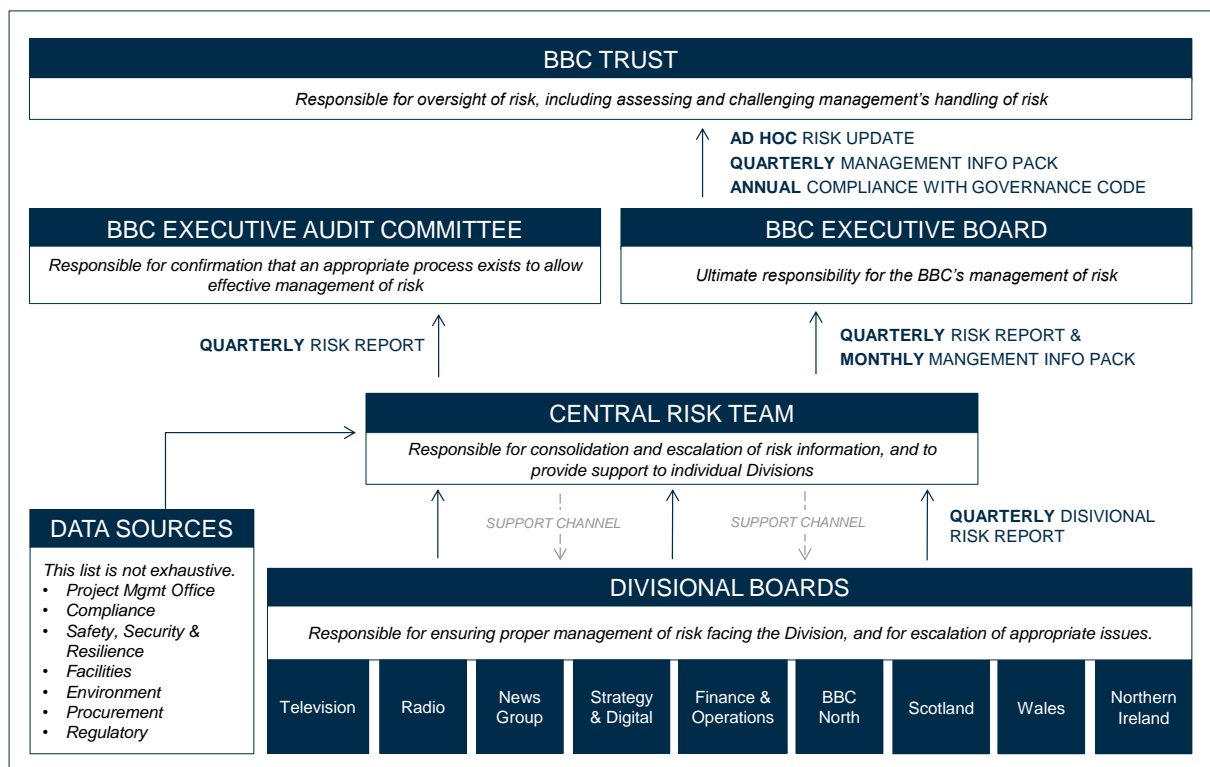 BBC TRUST
Responsible for oversight of risk, including assessing and challenging management's handling of risk
AD HOC RISK UPDATE
QUARTERLY MANAGEMENT INFO PACK
ANNUAL COMPLIANCE WITH GOVERNANCE CODE
BBC EXECUTIVE AUDIT COMMITTEE
Responsible for confirmation that an appropriate process exists to allow
effective management of risk
BBC EXECUTIVE BOARD
Ultimate responsibility for the BBC's management of risk
QUARTERLY RISK REPORT
QUARTERLY RISK REPORT &
MONTHLY MANGEMENT INFO PACK
CENTRAL RISK TEAM
Responsible for consolidation and escalation of risk information, and to
provide support to individual Divisions
SUPPORT CHANNEL
SUPPORT CHANNEL
QUARTERLY DISIVIONAL
RISK REPORT
DATA SOURCES
This list is not exhaustive.
• Project Mgmt Office
• Compliance
• Safety, Security &
Resilience
• Facilities
• Environment
• Procurement
• Regulatory
DIVISIONAL BOARDS
Responsible for ensuring proper management of risk facing the Division, and for escalation of appropriate issues.
Television
Radio
News
Group
Strategy
& Digital
Finance &
Operations
BBC
North
Scotland
Wales
Northern
Ireland